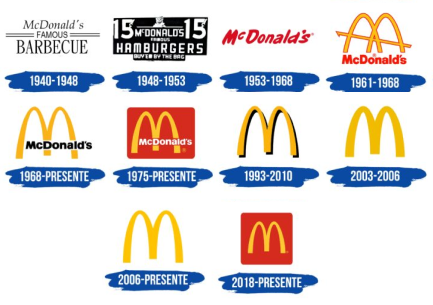 McDonald's
FAMOUS
BARBECUE
15 McDONALD'S 15
FAMOUS
HAMBURGERS
BUY'EM BY THE BAG
McDonald's
McDonald's
1940-1948
1948-1953
1953-1968
1961-1968
McDonald's
McDonald's
1968-PRESENTE
1975-PRESENTE
1993-2010
2003-2006
2006-PRESENTE
2018-PRESENTE